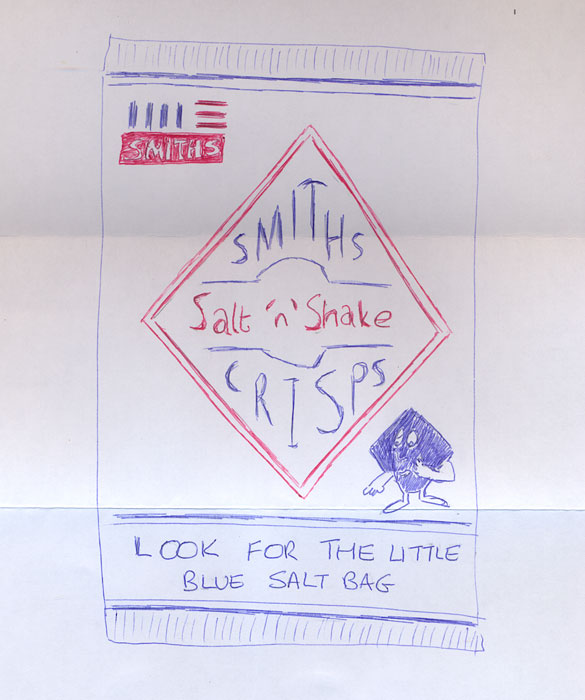 SMITHS
SMITHS
Salt 'n' Shake
CRISPS
LOOK FOR THE LITTLE
BLUE SALT BAG